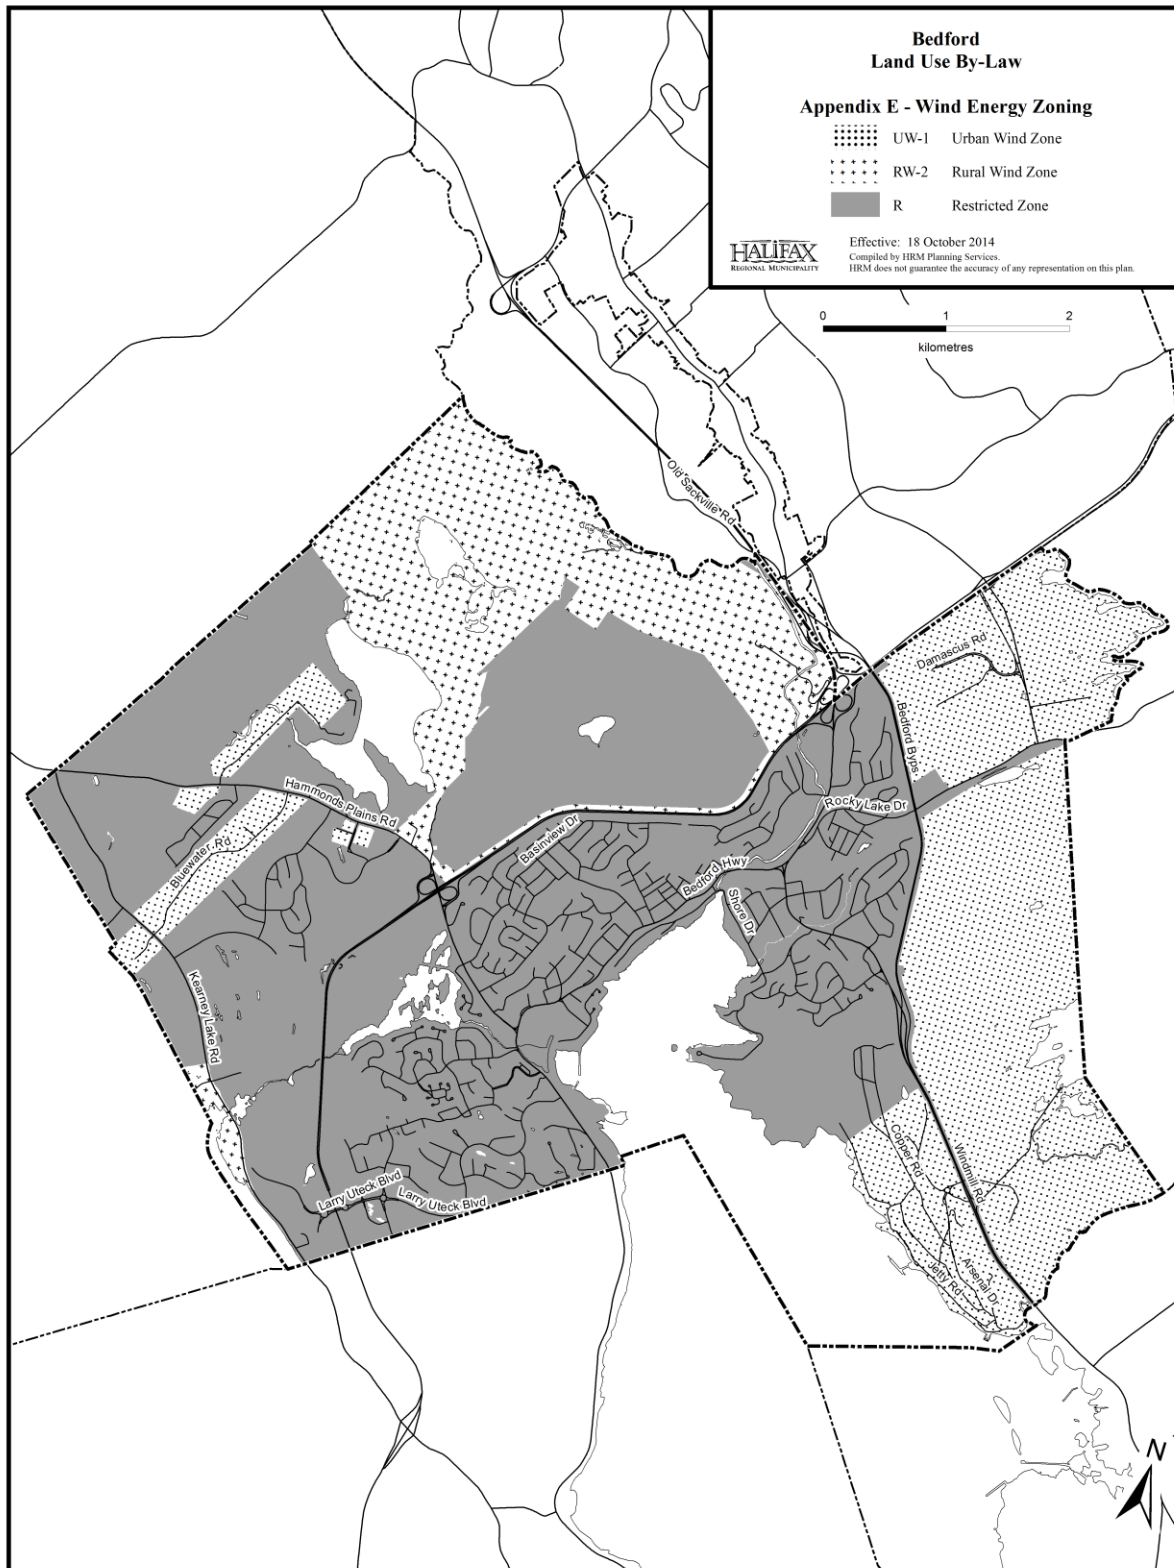 Bedford
Land Use By-Law
Appendix E - Wind Energy Zoning
UW-1 Urban Wind Zone
RW-2 Rural Wind Zone
R Restricted Zone
HALIFAX
REGIONAL MUNICIPALITY
Effective: 18 October 2014
Compiled by HRM Planning Services.
HRM does not guarantee the accuracy of any representation on this plan.
0 1 2
kilometres
Old Sackville Rd
Damascus Rd
Bedford Byps
Hammonds Plains Rd
Rocky Lake Dr
Basinview Dr
Bluewater Rd
Bedford Hwy
Shore Dr
Kearney Lake Rd
Copper Rd
Windmill Rd
Larry Uteck Blvd
Larry Uteck Blvd
Jetty Rd
Arsenal Dr
N